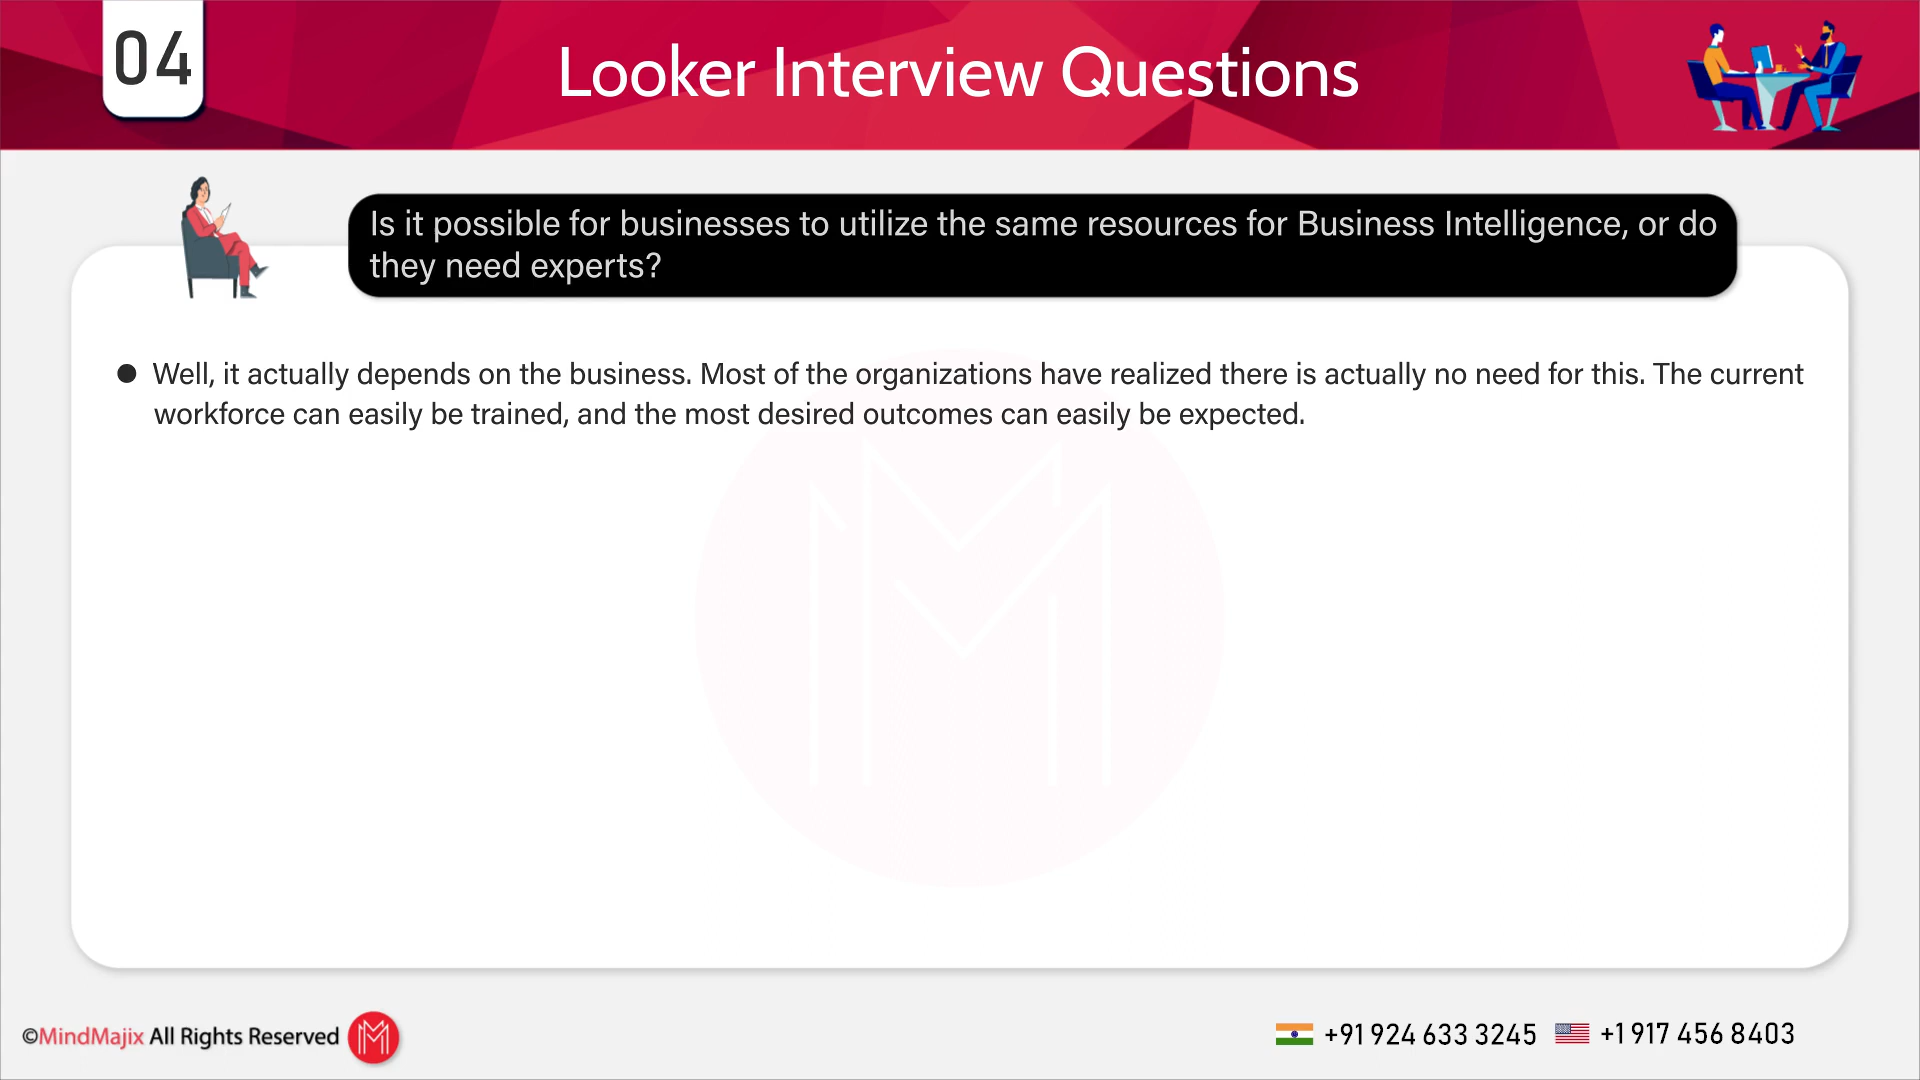 04
Looker Interview Questions
Is it possible for businesses to utilize the same resources for Business Intelligence, or do
they need experts?
● Well, it actually depends on the business. Most of the organizations have realized there is actually no need for this. The current
workforce can easily be trained, and the most desired outcomes can easily be expected.
©MindMajix All Rights Reserved
+91 924 633 3245
+1 917 456 8403